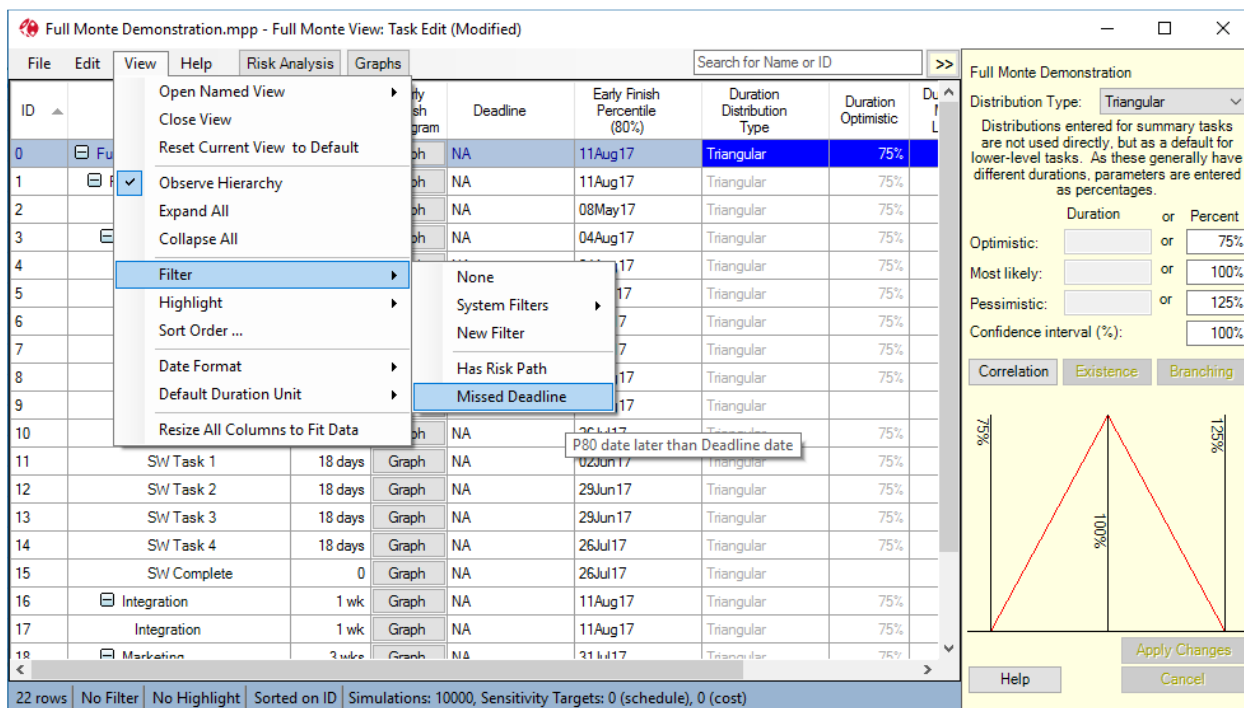 Full Monte Demonstration.mpp - Full Monte View: Task Edit (Modified)
File Edit View Help Risk Analysis Graphs Search for Name or ID >>
ID Deadline Early Finish Percentile (80%) Duration Distribution Type Duration Optimistic
0 NA 11Aug17 Triangular 75%
1 NA 11Aug17 Triangular 75%
2 NA 08May17 Triangular 75%
3 NA 04Aug17 Triangular 75%
4 Triangular 75%
5 Triangular 75%
6 Triangular 75%
7 Triangular 75%
8 Triangular 75%
9 Triangular 75%
10 NA Triangular 75%
11 SW Task 1 18 days Graph NA 02Jun17 Triangular 75%
12 SW Task 2 18 days Graph NA 29Jun17 Triangular 75%
13 SW Task 3 18 days Graph NA 29Jun17 Triangular 75%
14 SW Task 4 18 days Graph NA 26Jul17 Triangular 75%
15 SW Complete 0 Graph NA 26Jul17 Triangular
16 Integration 1 wk Graph NA 11Aug17 Triangular 75%
17 Integration 1 wk Graph NA 11Aug17 Triangular 75%
18 Marketing 3 wks Graph NA 31Jul17 Triangular 75%
Open Named View
Close View
Reset Current View to Default
Observe Hierarchy
Expand All
Collapse All
Filter
Highlight
Sort Order ...
Date Format
Default Duration Unit
Resize All Columns to Fit Data
None
System Filters
New Filter
Has Risk Path
Missed Deadline
P80 date later than Deadline date
22 rows No Filter No Highlight Sorted on ID Simulations: 10000, Sensitivity Targets: 0 (schedule), 0 (cost)
Full Monte Demonstration
Distribution Type: Triangular
Distributions entered for summary tasks
are not used directly, but as a default for
lower-level tasks. As these generally have
different durations, parameters are entered
as percentages.
Duration or Percent
Optimistic: or 75%
Most likely: or 100%
Pessimistic: or 125%
Confidence interval (%): 100%
Correlation Existence Branching
75%
100%
125%
Apply Changes
Help Cancel